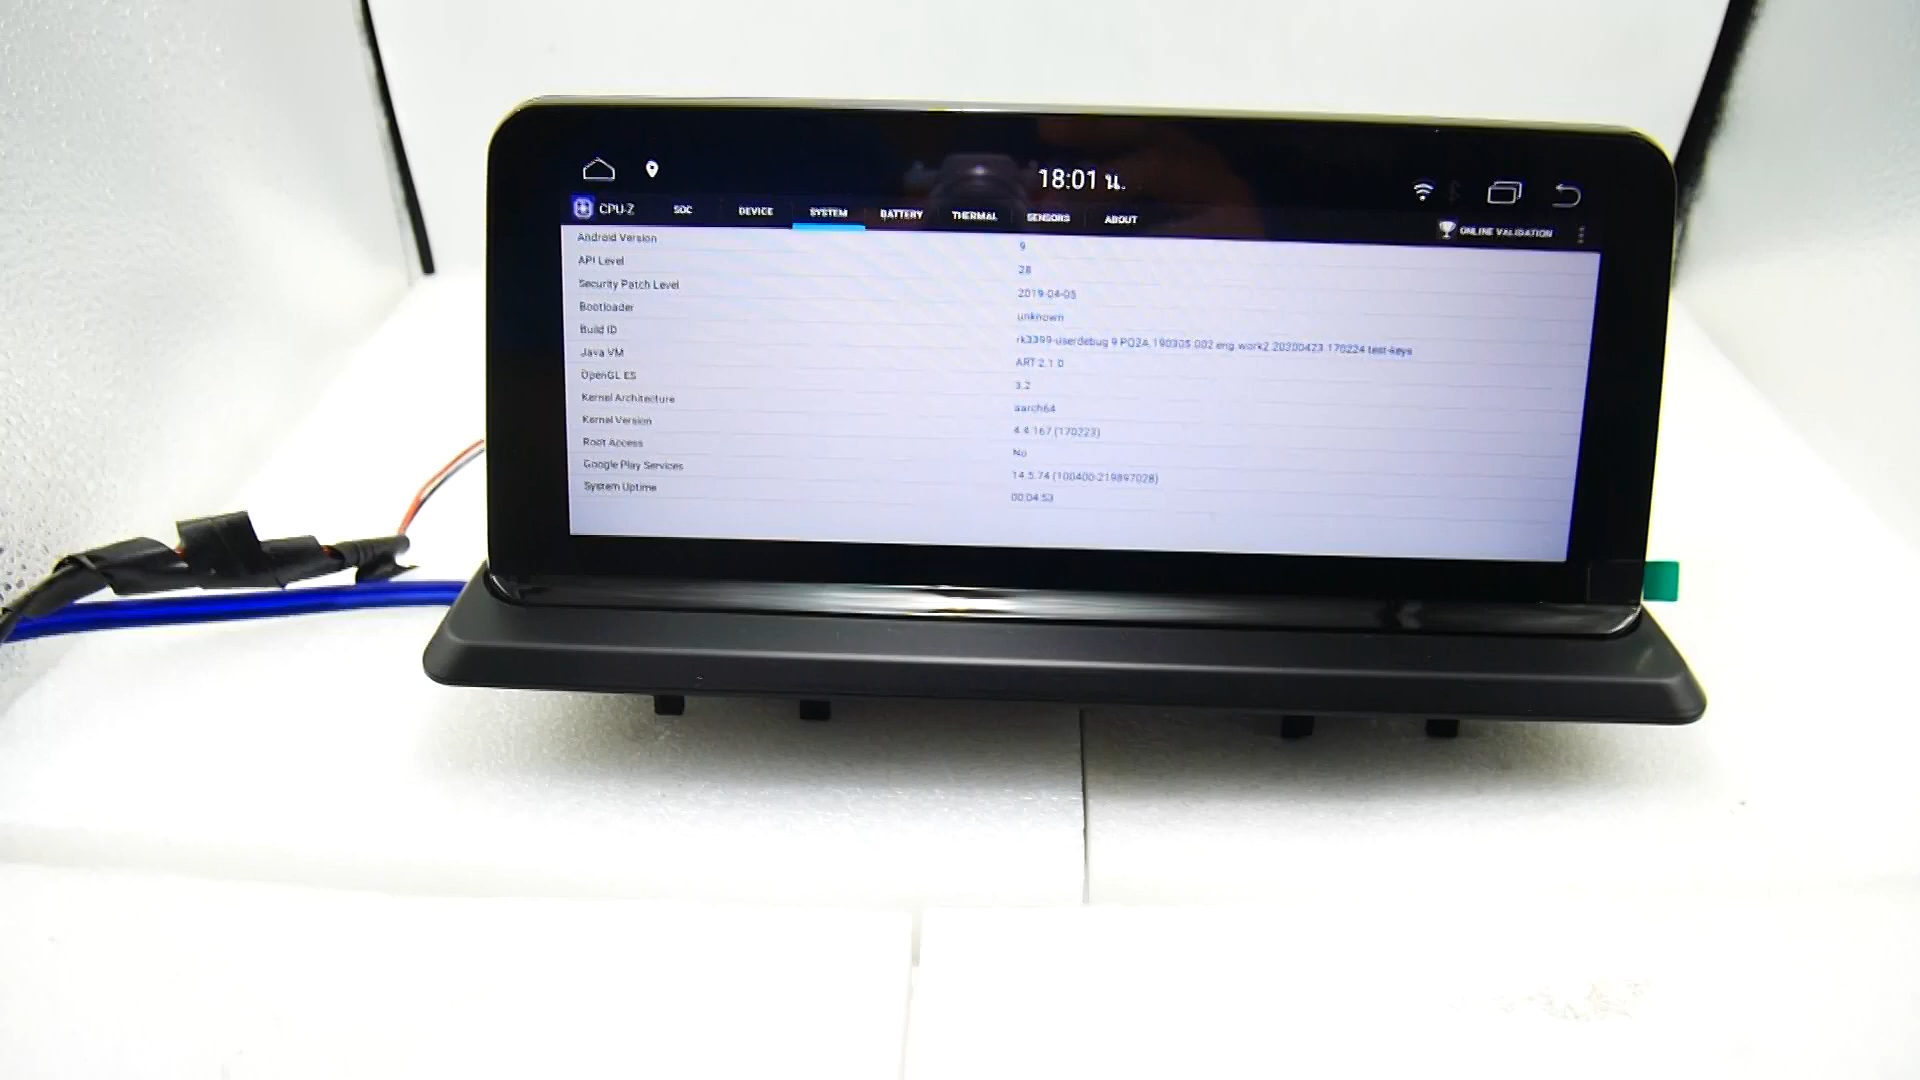 18:01 น.
CPU-Z SOC DEVICE SYSTEM BATTERY THERMAL SENSORS ABOUT ONLINE VALIDATION
Android Version 9
API Level 28
Security Patch Level 2019-04-05
Bootloader unknown
Build ID rk3399-userdebug 9 PQ2A.190305.002 eng.work2.20200423.170224 test-keys
Java VM ART 2.1.0
OpenGL ES 3.2
Kernel Architecture aarch64
Kernel Version 4.4.167 (170223)
Root Access No
Google Play Services 14.5.74 (100400-219897028)
System Uptime 00:04:53